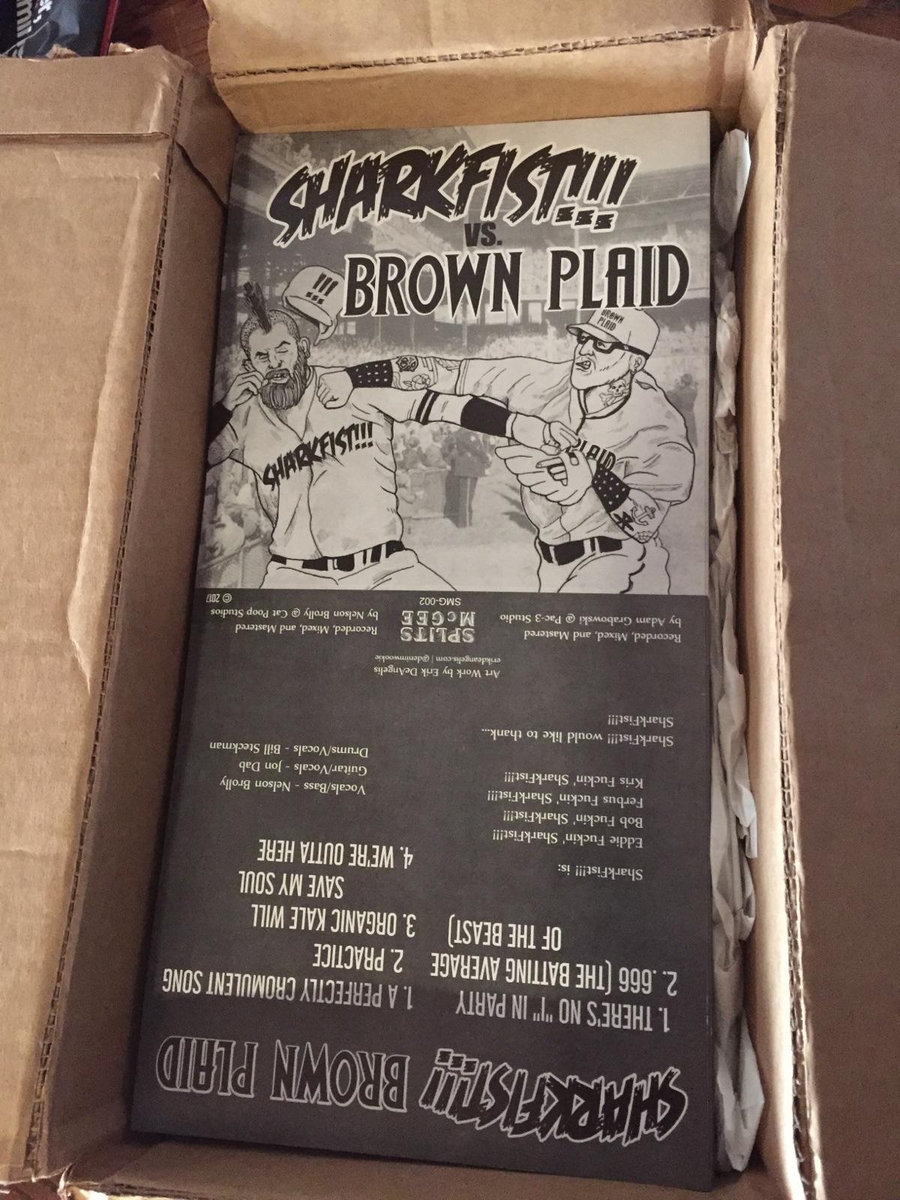 SHARKFIST!!!
VS.
BROWN PLAID
!!!
BROWN
PLAID
SHARKFIST!!!
PLAID
SHARKFIST!!! BROWN PLAID
1. THERE'S NO "I" IN PARTY
2. .666 (THE BATTING AVERAGE
OF THE BEAST)
SharkFist!!! is:
Eddie Fuckin' SharkFist!!!
Bob Fuckin' SharkFist!!!
Ferbus Fuckin' SharkFist!!!
Kris Fuckin' SharkFist!!!
SharkFist!!! would like to thank...
SharkFist!!!
1. A PERFECTLY CROMULENT SONG
2. PRACTICE
3. ORGANIC KALE WILL
SAVE MY SOUL
4. WE'RE OUTTA HERE
Vocals/Bass - Nelson Brolly
Guitar/Vocals - Jon Dab
Drums/Vocals - Bill Steckman
Art Work by Erik DeAngelis
erikdeangelis.com | @denimwookie
Recorded, Mixed, and Mastered
by Adam Grabowski @ Pac-3 Studio
SPLITS
McGEE
SMG-002
Recorded, Mixed, and Mastered
by Nelson Brolly @ Cat Poop Studios
© 2017